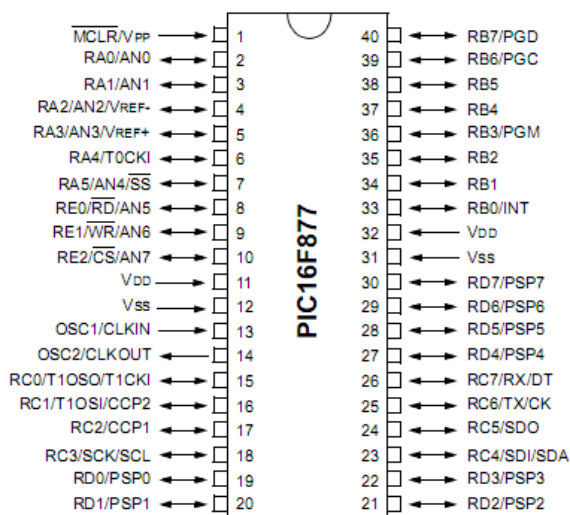 MCLR/VPP 1 40 RB7/PGD
RA0/AN0 2 39 RB6/PGC
RA1/AN1 3 38 RB5
RA2/AN2/VREF- 4 37 RB4
RA3/AN3/VREF+ 5 36 RB3/PGM
RA4/T0CKI 6 35 RB2
RA5/AN4/SS 7 34 RB1
RE0/RD/AN5 8 33 RB0/INT
RE1/WR/AN6 9 32 VDD
RE2/CS/AN7 10 31 VSS
VDD 11 30 RD7/PSP7
VSS 12 29 RD6/PSP6
OSC1/CLKIN 13 28 RD5/PSP5
OSC2/CLKOUT 14 27 RD4/PSP4
RC0/T1OSO/T1CKI 15 26 RC7/RX/DT
RC1/T1OSI/CCP2 16 25 RC6/TX/CK
RC2/CCP1 17 24 RC5/SDO
RC3/SCK/SCL 18 23 RC4/SDI/SDA
RD0/PSP0 19 22 RD3/PSP3
RD1/PSP1 20 21 RD2/PSP2
PIC16F877